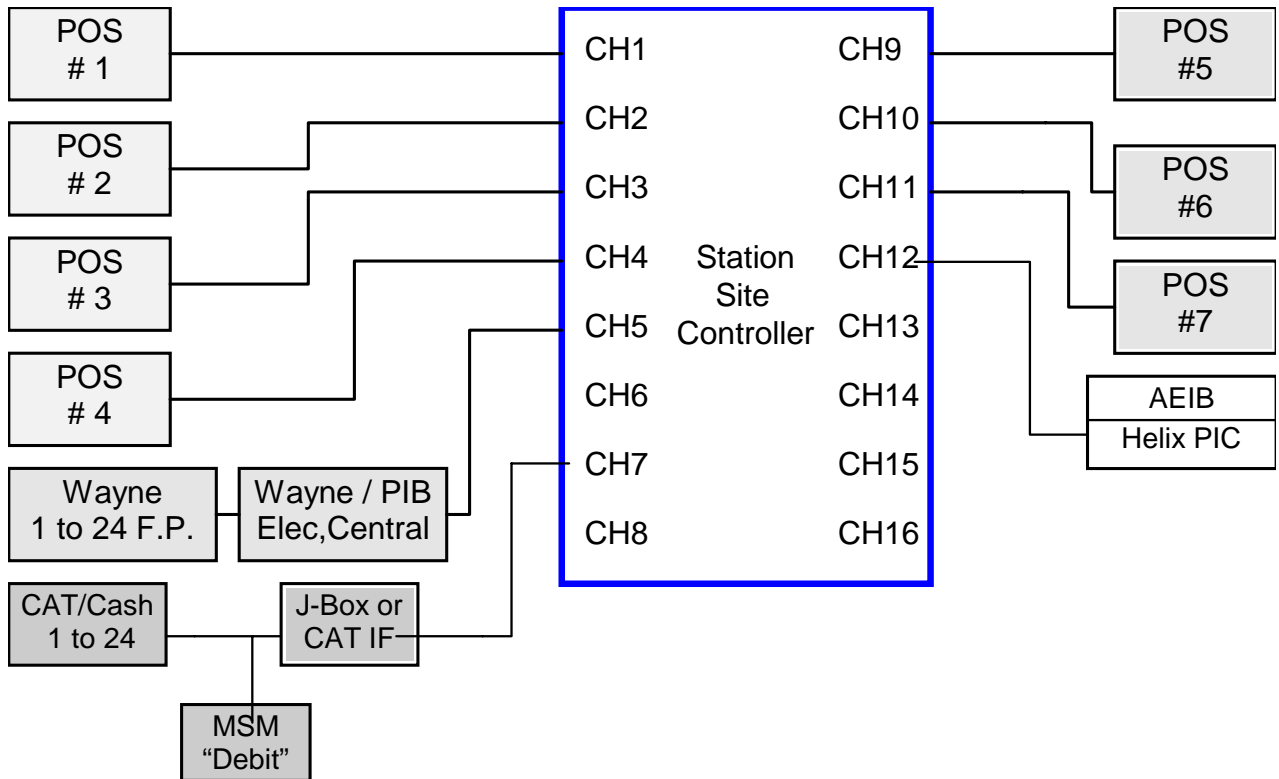 POS
# 1
POS
# 2
POS
# 3
POS
# 4
Wayne
1 to 24 F.P.
Wayne / PIB
Elec,Central
CAT/Cash
1 to 24
J-Box or
CAT IF
MSM
“Debit”
CH1
CH2
CH3
CH4
CH5
CH6
CH7
CH8
Station
Site
Controller
CH9
CH10
CH11
CH12
CH13
CH14
CH15
CH16
POS
#5
POS
#6
POS
#7
AEIB
Helix PIC